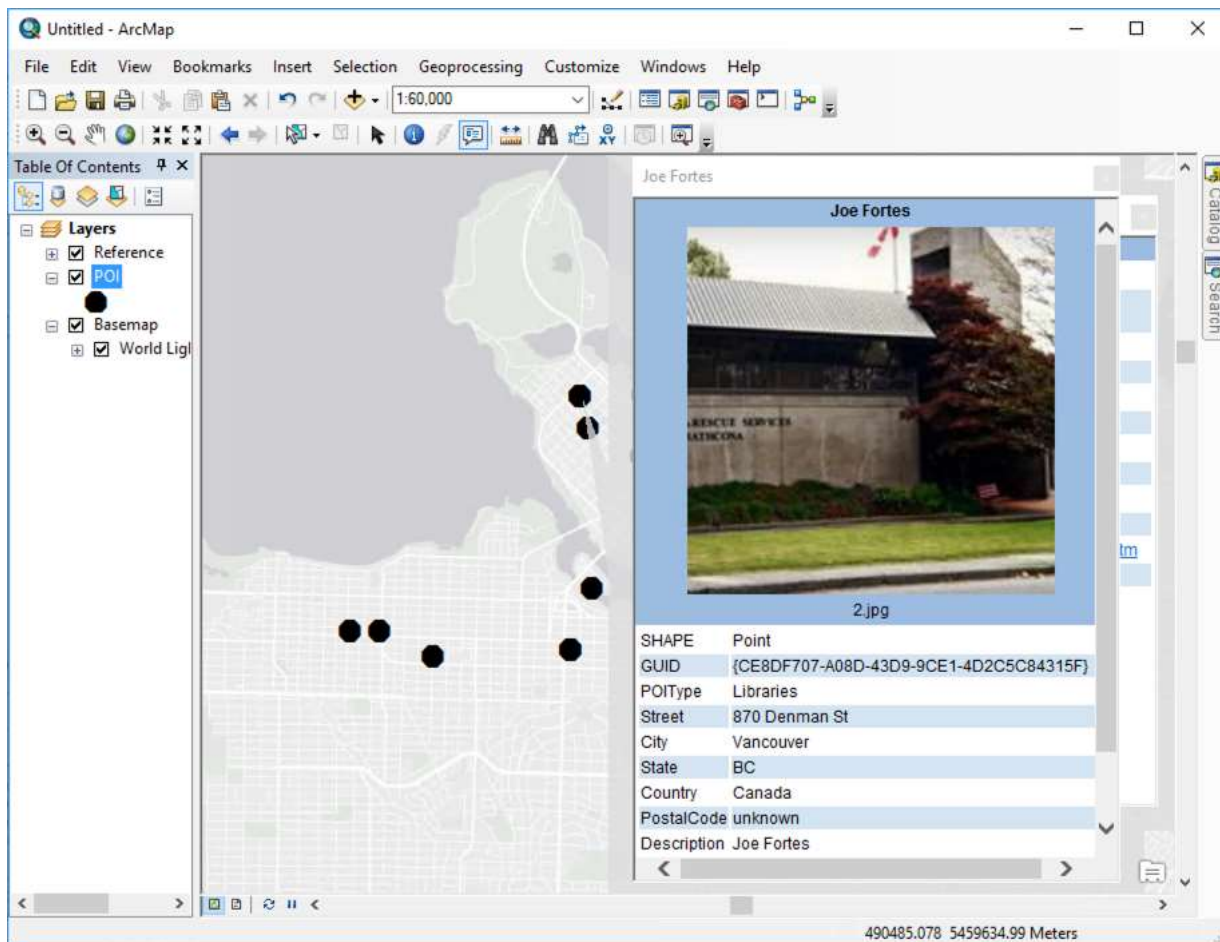 Untitled - ArcMap
File Edit View Bookmarks Insert Selection Geoprocessing Customize Windows Help
1:60,000
Table Of Contents
Layers
Reference
POI
Basemap
World Ligl
Joe Fortes
Joe Fortes
RESCUE SERVICES
2.jpg
SHAPE Point
GUID {CE8DF707-A08D-43D9-9CE1-4D2C5C84315F}
POIType Libraries
Street 870 Denman St
City Vancouver
State BC
Country Canada
PostalCode unknown
Description Joe Fortes
tm
Catalog
Search
490485.078 5459634.99 Meters